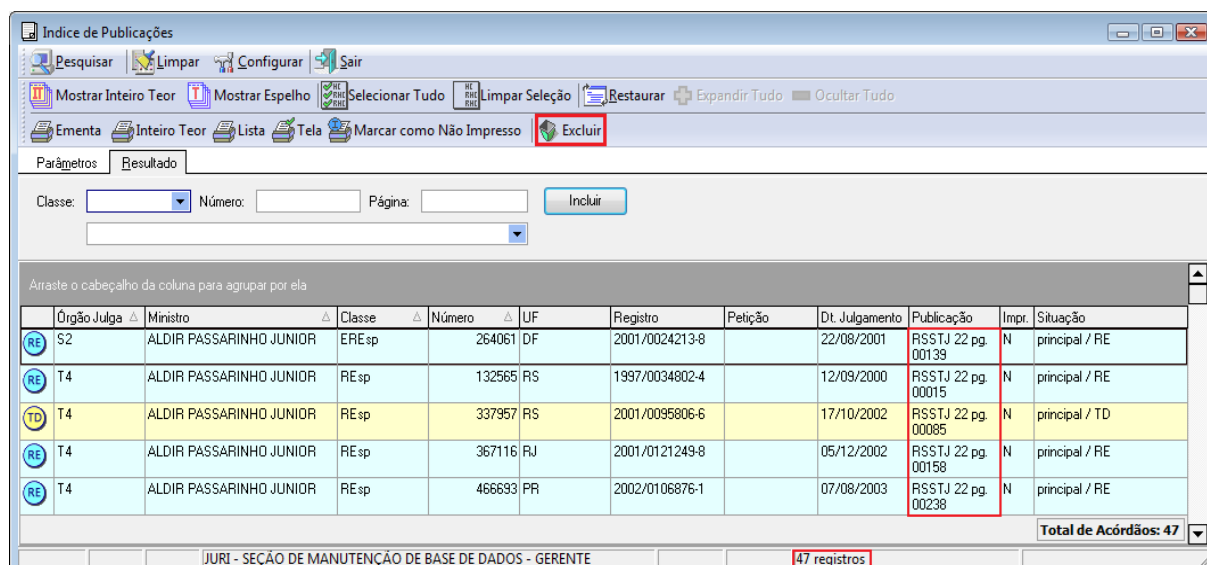 Indice de Publicações
Pesquisar Limpar Configurar Sair
Mostrar Inteiro Teor Mostrar Espelho Selecionar Tudo Limpar Seleção Restaurar Expandir Tudo Ocultar Tudo
Ementa Inteiro Teor Lista Tela Marcar como Não Impresso Excluir
Parâmetros Resultado
Classe: Número: Página: Incluir
Arraste o cabeçalho da coluna para agrupar por ela
Órgão Julga Ministro Classe Número UF Registro Petição Dt. Julgamento Publicação Impr. Situação
RE S2 ALDIR PASSARINHO JUNIOR EREsp 264061 DF 2001/0024213-8 22/08/2001 RSSTJ 22 pg. N principal / RE
00139
RE T4 ALDIR PASSARINHO JUNIOR REsp 132565 RS 1997/0034802-4 12/09/2000 RSSTJ 22 pg. N principal / RE
00015
TD T4 ALDIR PASSARINHO JUNIOR REsp 337957 RS 2001/0095806-6 17/10/2002 RSSTJ 22 pg. N principal / TD
00085
RE T4 ALDIR PASSARINHO JUNIOR REsp 367116 RJ 2001/0121249-8 05/12/2002 RSSTJ 22 pg. N principal / RE
00158
RE T4 ALDIR PASSARINHO JUNIOR REsp 466693 PR 2002/0106876-1 07/08/2003 RSSTJ 22 pg. N principal / RE
00238
Total de Acórdãos: 47
JURI - SEÇÃO DE MANUTENÇÃO DE BASE DE DADOS - GERENTE 47 registros